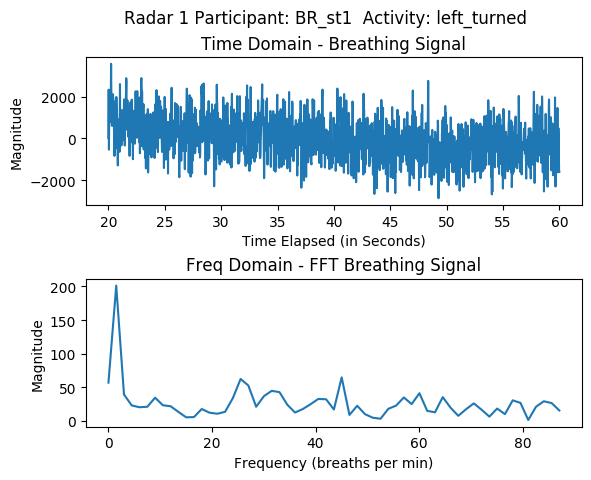 Radar 1 Participant: BR_st1  Activity: left_turned
Time Domain - Breathing Signal
Magnitude
2000
0
−2000
20 25 30 35 40 45 50 55 60
Time Elapsed (in Seconds)
Freq Domain - FFT Breathing Signal
Magnitude
200
150
100
50
0
0 20 40 60 80
Frequency (breaths per min)